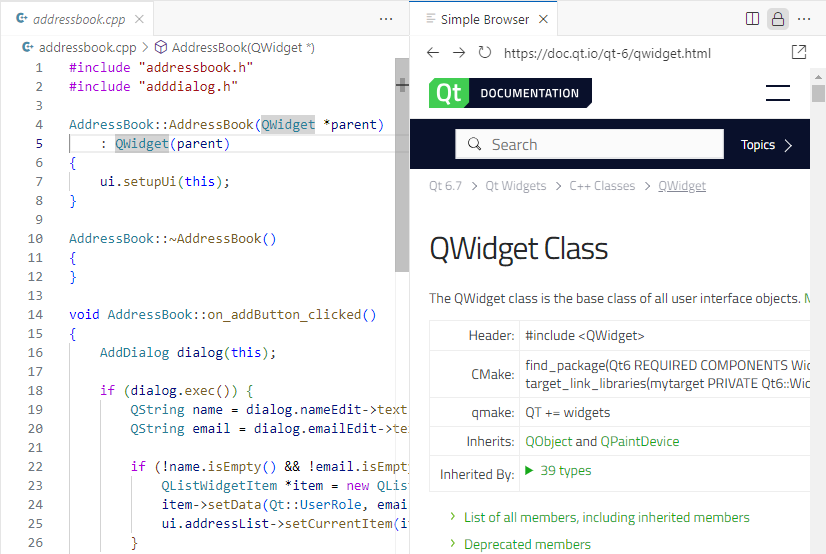 addressbook.cpp
addressbook.cpp > AddressBook(QWidget *)
1 #include "addressbook.h"
2 #include "adddialog.h"
3
4 AddressBook::AddressBook(QWidget *parent)
5 : QWidget(parent)
6 {
7 ui.setupUi(this);
8 }
9
10 AddressBook::~AddressBook()
11 {
12 }
13
14 void AddressBook::on_addButton_clicked()
15 {
16 AddDialog dialog(this);
17
18 if (dialog.exec()) {
19 QString name = dialog.nameEdit->text
20 QString email = dialog.emailEdit->te
21
22 if (!name.isEmpty() && !email.isEmpt
23 QListWidgetItem *item = new QLis
24 item->setData(Qt::UserRole, emai
25 ui.addressList->setCurrentItem(i
26 }
Simple Browser
https://doc.qt.io/qt-6/qwidget.html
Qt DOCUMENTATION
Search Topics
Qt 6.7 > Qt Widgets > C++ Classes > QWidget
QWidget Class
The QWidget class is the base class of all user interface objects.
Header: #include <QWidget>
CMake: find_package(Qt6 REQUIRED COMPONENTS Wid
target_link_libraries(mytarget PRIVATE Qt6::Wid
qmake: QT += widgets
Inherits: QObject and QPaintDevice
Inherited By: 39 types
List of all members, including inherited members
Deprecated members